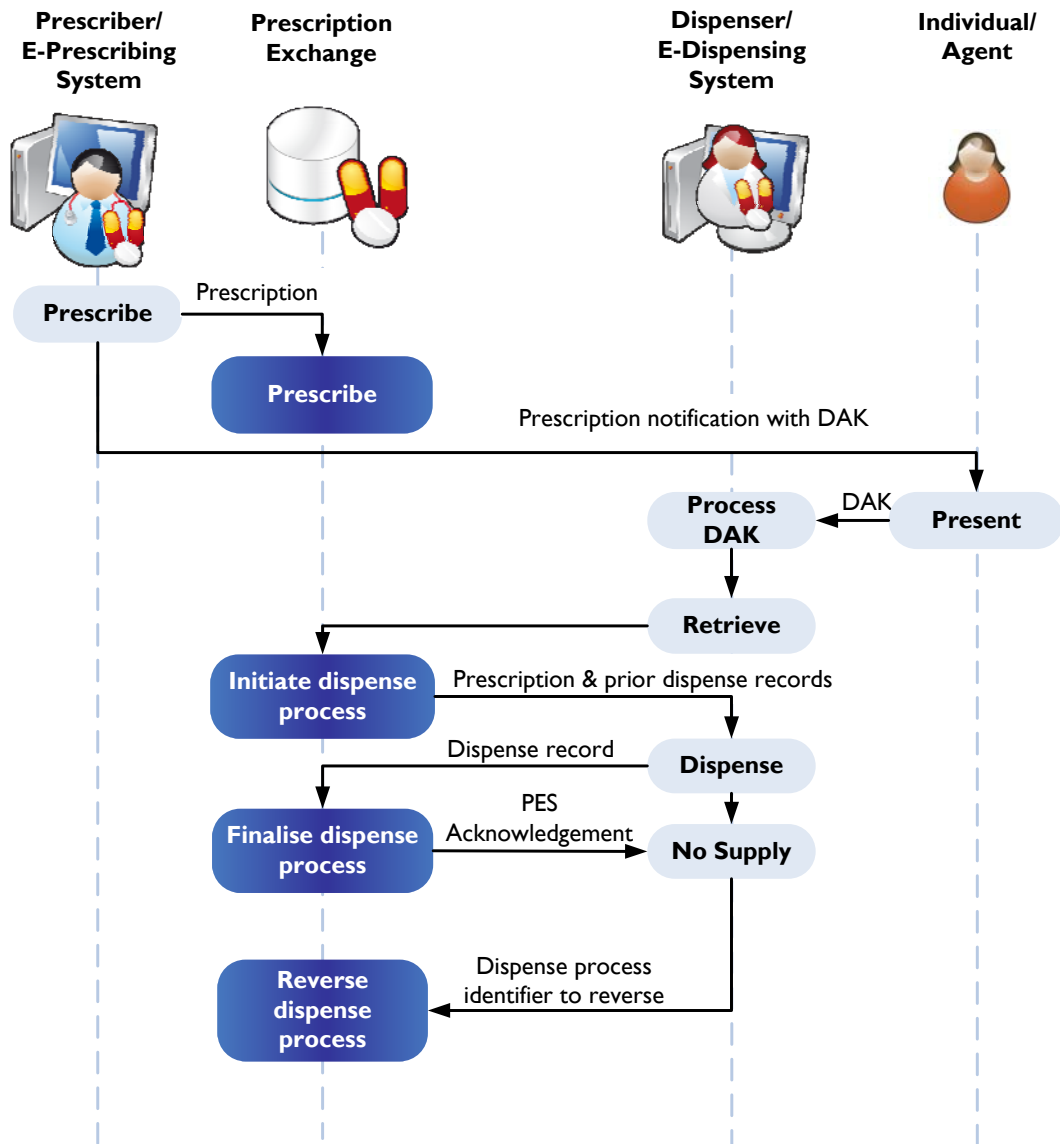 Prescriber/
E-Prescribing
System
Prescription
Exchange
Dispenser/
E-Dispensing
System
Individual/
Agent
Prescribe
Prescription
Prescribe
Prescription notification with DAK
Process
DAK
DAK
Present
Retrieve
Initiate dispense
process
Prescription & prior dispense records
Dispense record
Dispense
Finalise dispense
process
PES
Acknowledgement
No Supply
Reverse
dispense
process
Dispense process
identifier to reverse